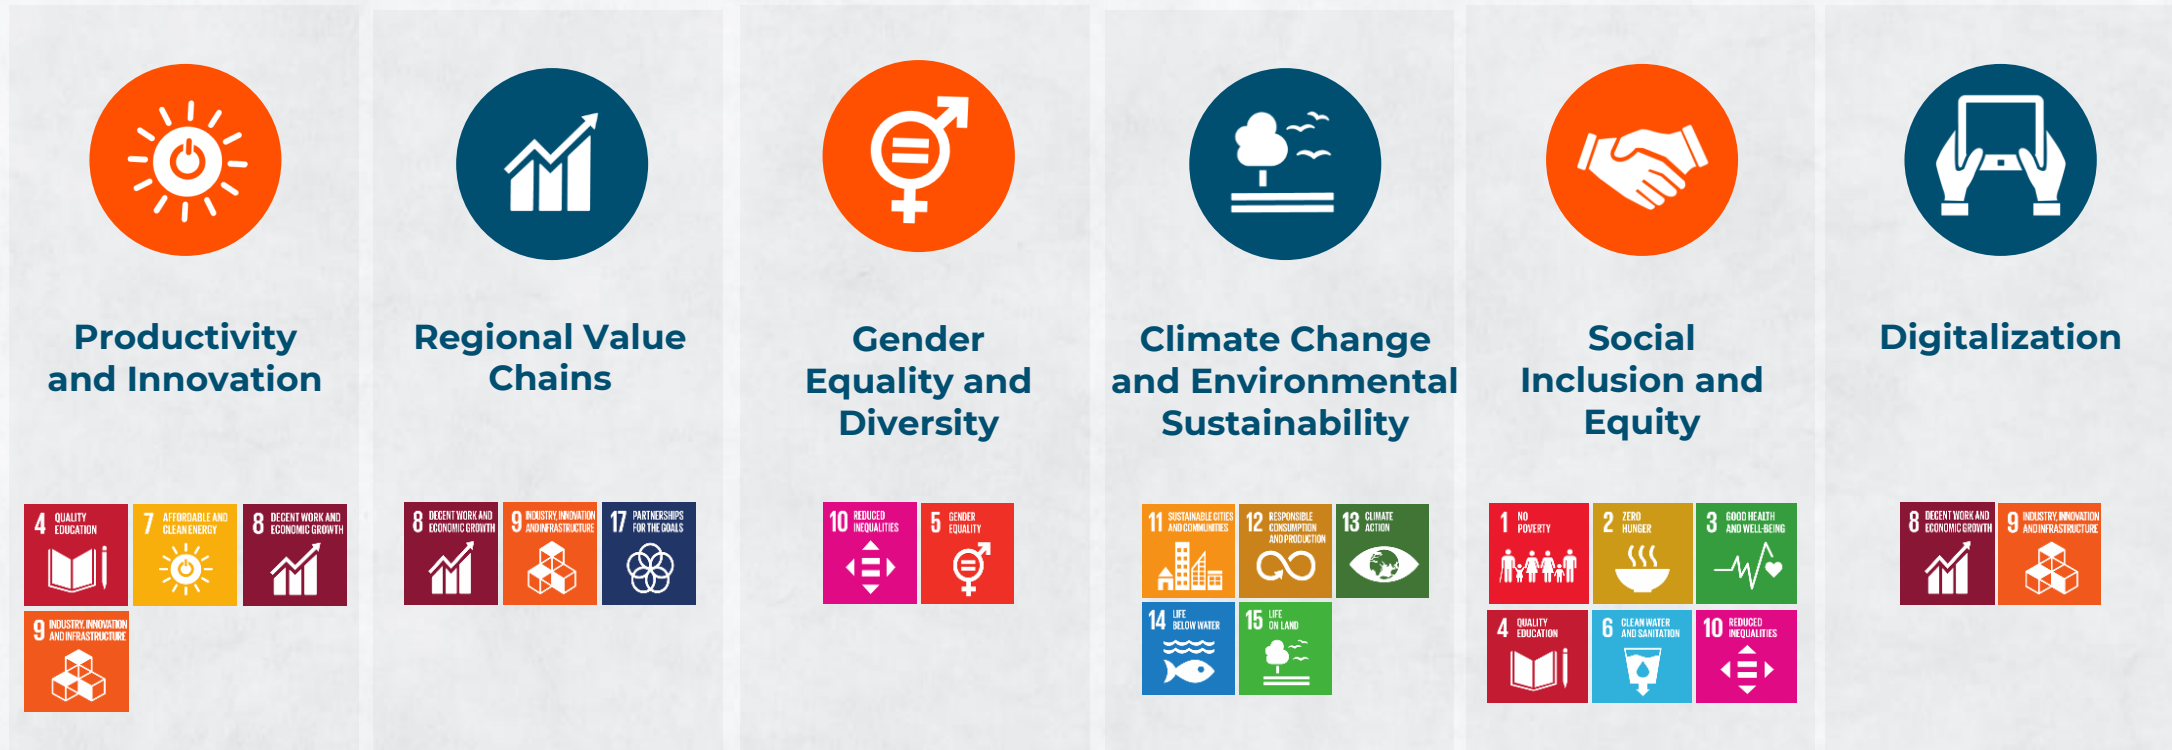 Productivity
and Innovation
4 QUALITY
EDUCATION
7 AFFORDABLE AND
CLEAN ENERGY
8 DECENT WORK AND
ECONOMIC GROWTH
9 INDUSTRY, INNOVATION
AND INFRASTRUCTURE
Regional Value
Chains
8 DECENT WORK AND
ECONOMIC GROWTH
9 INDUSTRY, INNOVATION
AND INFRASTRUCTURE
17 PARTNERSHIPS
FOR THE GOALS
Gender
Equality and
Diversity
10 REDUCED
INEQUALITIES
5 GENDER
EQUALITY
Climate Change
and Environmental
Sustainability
11 SUSTAINABLE CITIES
AND COMMUNITIES
12 RESPONSIBLE
CONSUMPTION
AND PRODUCTION
13 CLIMATE
ACTION
14 LIFE
BELOW WATER
15 LIFE
ON LAND
Social
Inclusion and
Equity
1 NO
POVERTY
2 ZERO
HUNGER
3 GOOD HEALTH
AND WELL-BEING
4 QUALITY
EDUCATION
6 CLEAN WATER
AND SANITATION
10 REDUCED
INEQUALITIES
Digitalization
8 DECENT WORK AND
ECONOMIC GROWTH
9 INDUSTRY, INNOVATION
AND INFRASTRUCTURE